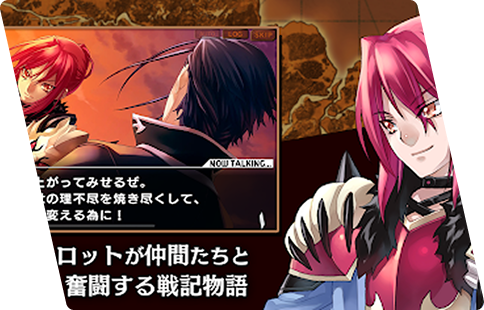 LOG SKIP
NOW TALKING...
上がってみせるぜ。
の理不尽を焼き尽くして、
変える為に！
ロットが仲間たちと
奮闘する戦記物語